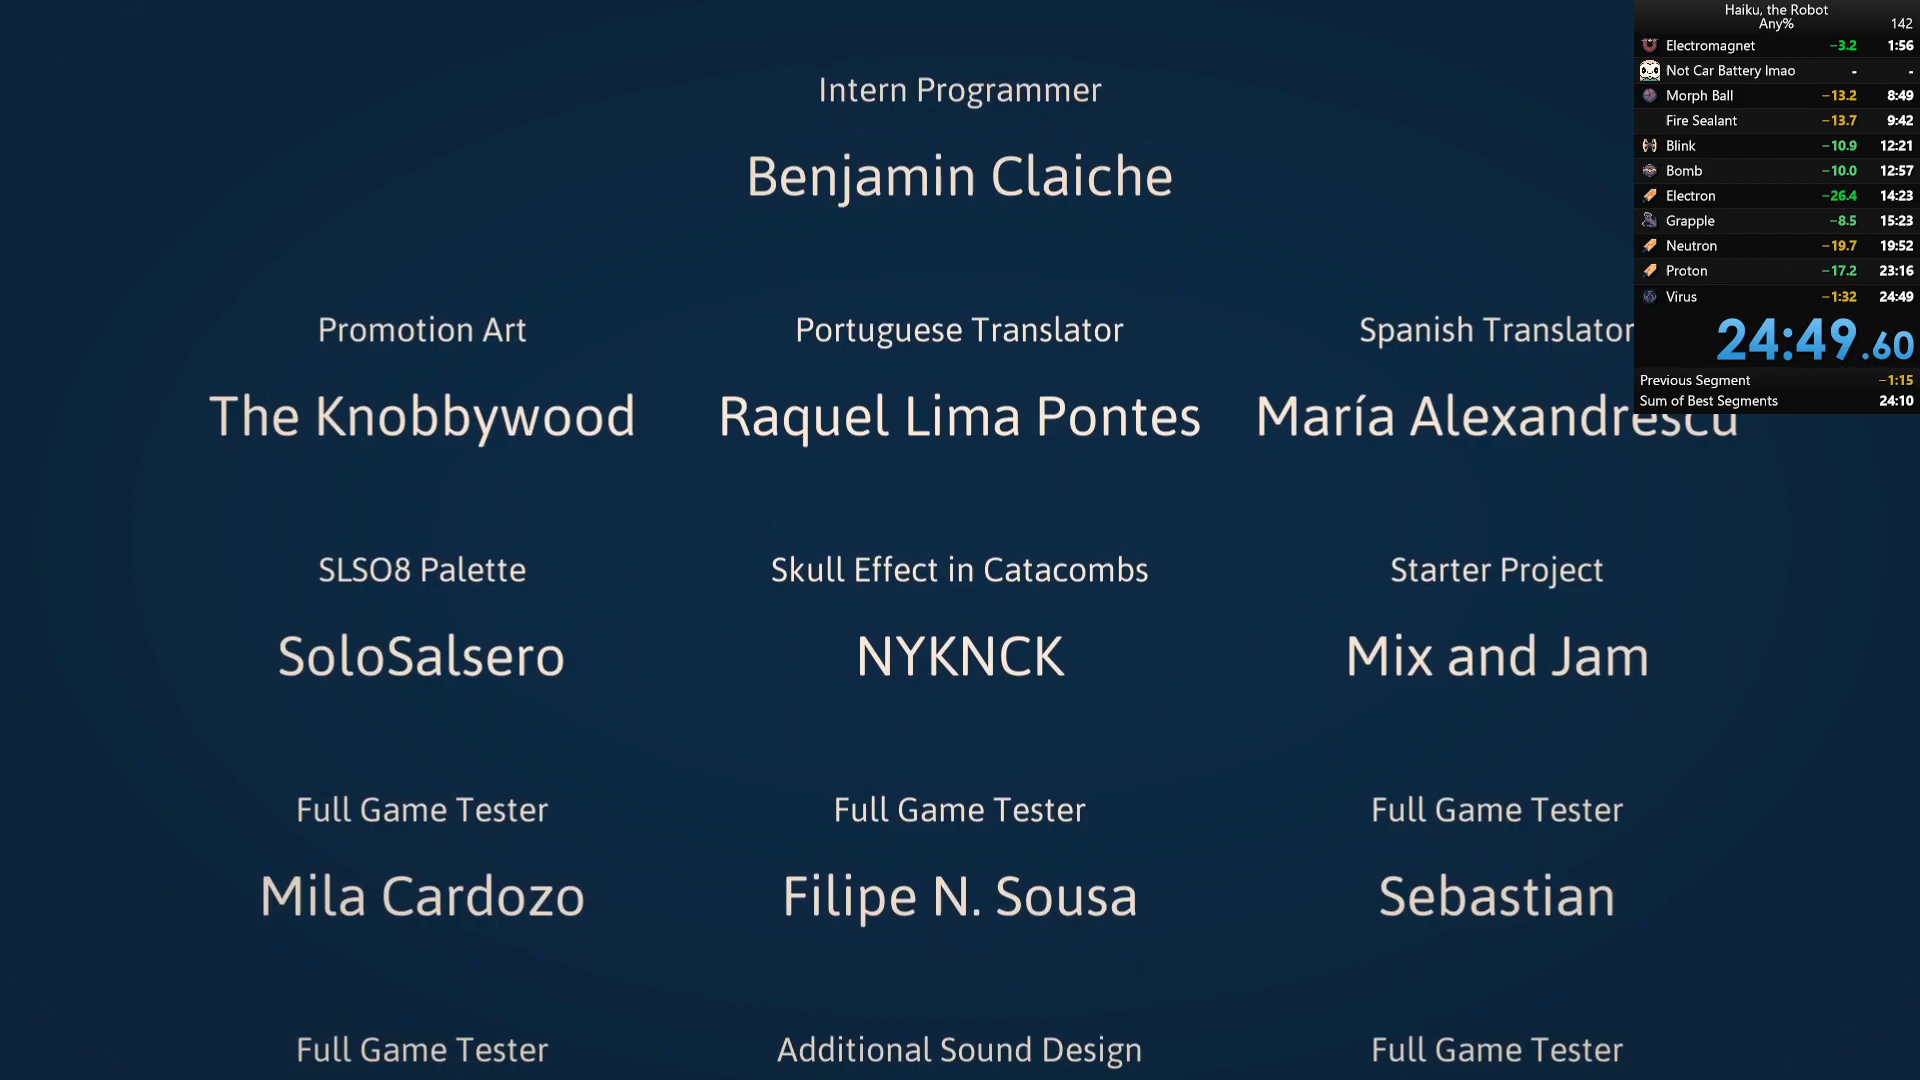 Intern Programmer
Benjamin Claiche
Promotion Art
Portuguese Translator
Spanish Translator
The Knobbywood
Raquel Lima Pontes
María Alexandrescu
SLSO8 Palette
Skull Effect in Catacombs
Starter Project
SoloSalsero
NYKNCK
Mix and Jam
Full Game Tester
Full Game Tester
Full Game Tester
Mila Cardozo
Filipe N. Sousa
Sebastian
Full Game Tester
Additional Sound Design
Full Game Tester
Haiku, the Robot
Any% 142
Electromagnet −3.2 1:56
Not Car Battery lmao - -
Morph Ball −13.2 8:49
Fire Sealant −13.7 9:42
Blink −10.9 12:21
Bomb −10.0 12:57
Electron −26.4 14:23
Grapple −8.5 15:23
Neutron −19.7 19:52
Proton −17.2 23:16
Virus −1:32 24:49
24:49.60
Previous Segment −1:15
Sum of Best Segments 24:10